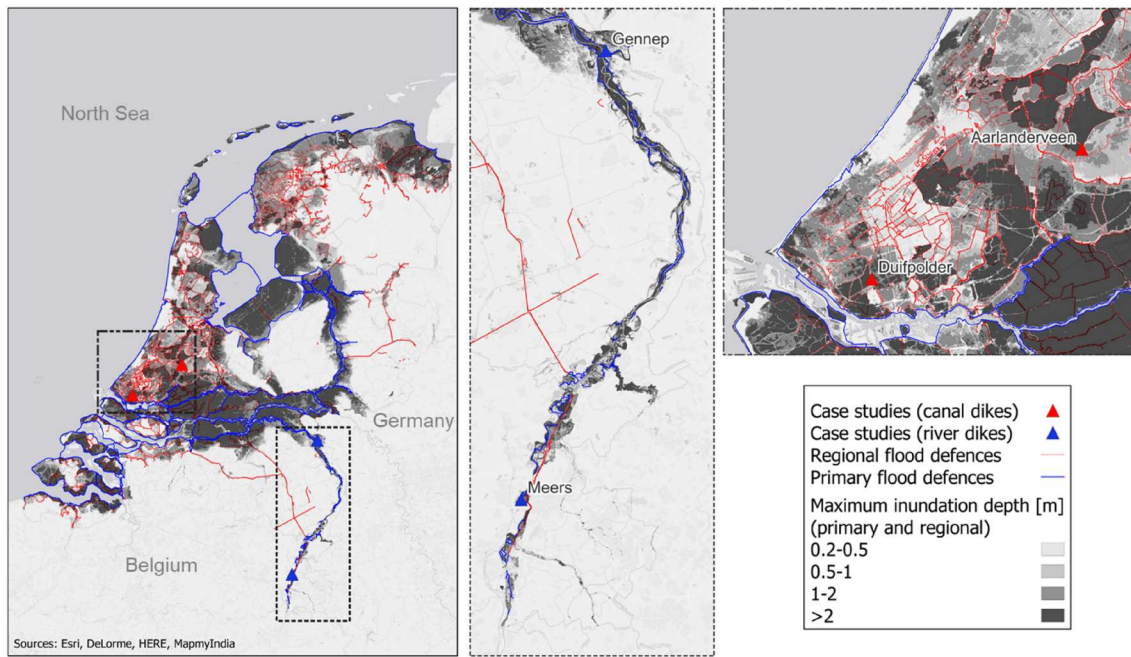 North Sea
Germany
Belgium
Sources: Esri, DeLorme, HERE, MapmyIndia
Gennep
Meers
Aarlanderveen
Duifpolder
Case studies (canal dikes)
Case studies (river dikes)
Regional flood defences
Primary flood defences
Maximum inundation depth [m]
(primary and regional)
0.2-0.5
0.5-1
1-2
>2